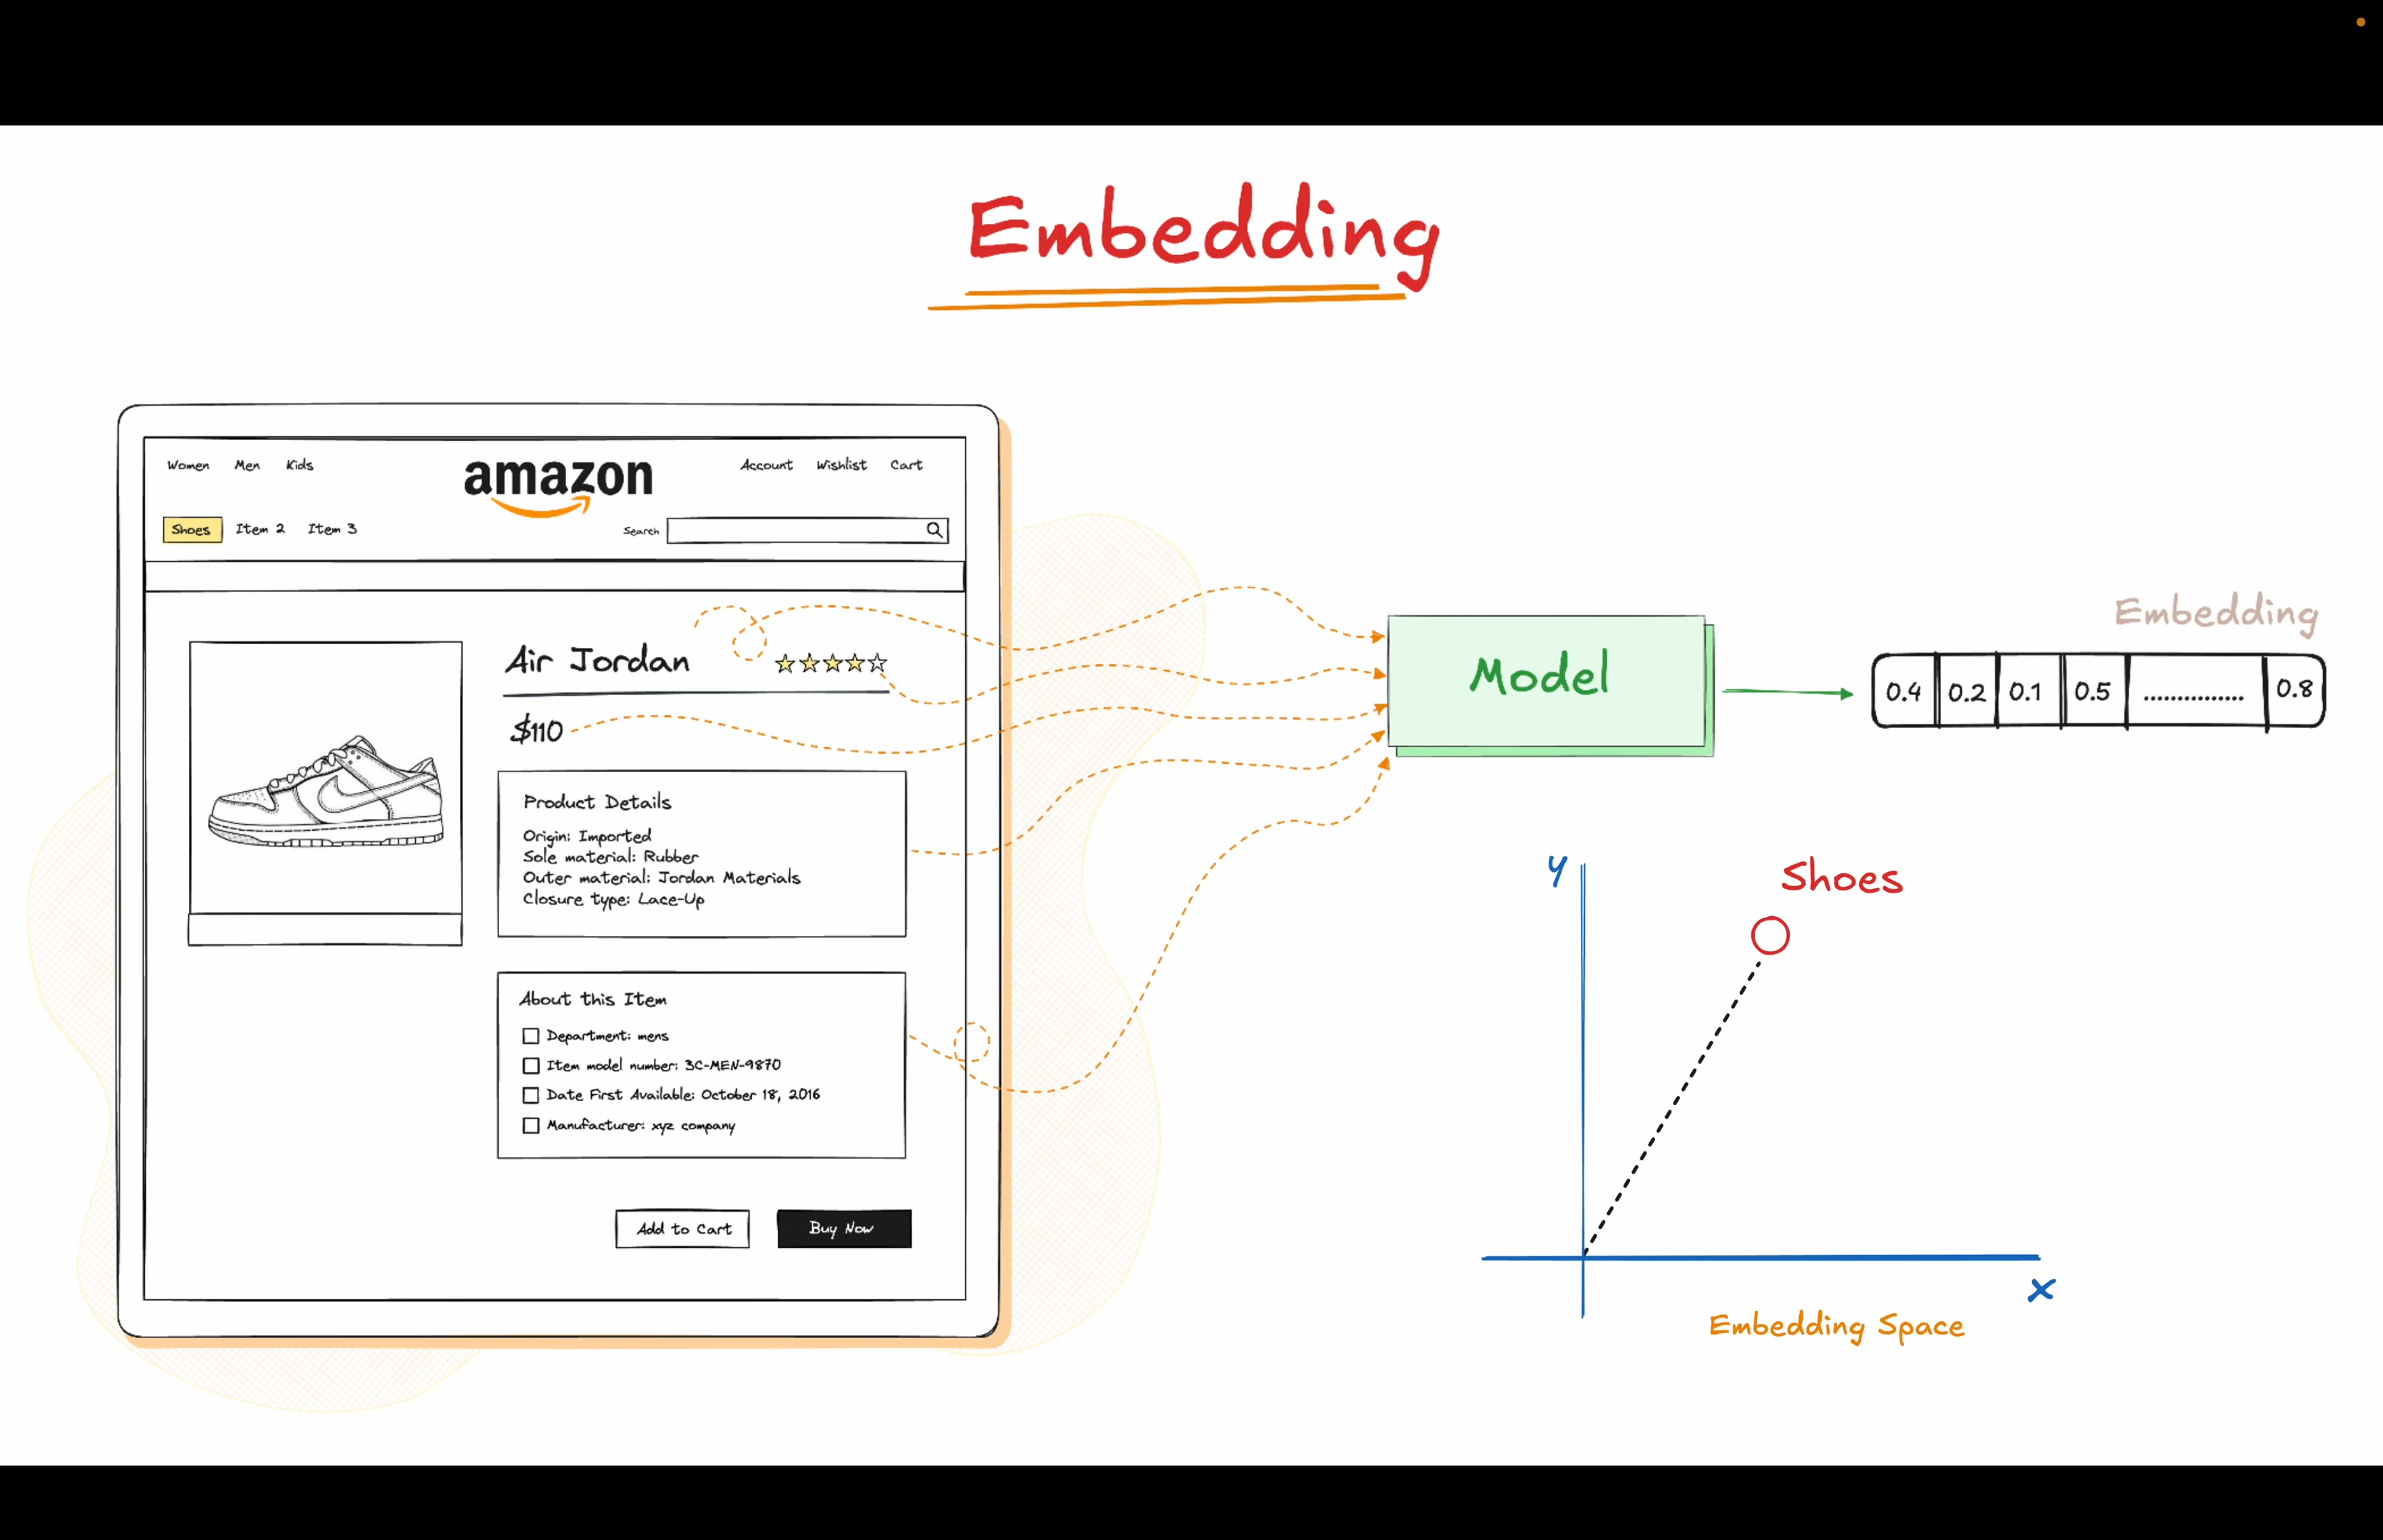 Embedding
Women Men Kids
amazon
Account Wishlist Cart
Shoes Item 2 Item 3
Search
Air Jordan
$110
Product Details
Origin: Imported
Sole material: Rubber
Outer material: Jordan Materials
Closure type: Lace-Up
About this Item
Department: mens
Item model number: 3C-MEN-9870
Date First Available: October 18, 2016
Manufacturer: xyz company
Add to Cart
Buy Now
Model
Embedding
0.4 0.2 0.1 0.5 ............... 0.8
y
Shoes
x
Embedding Space